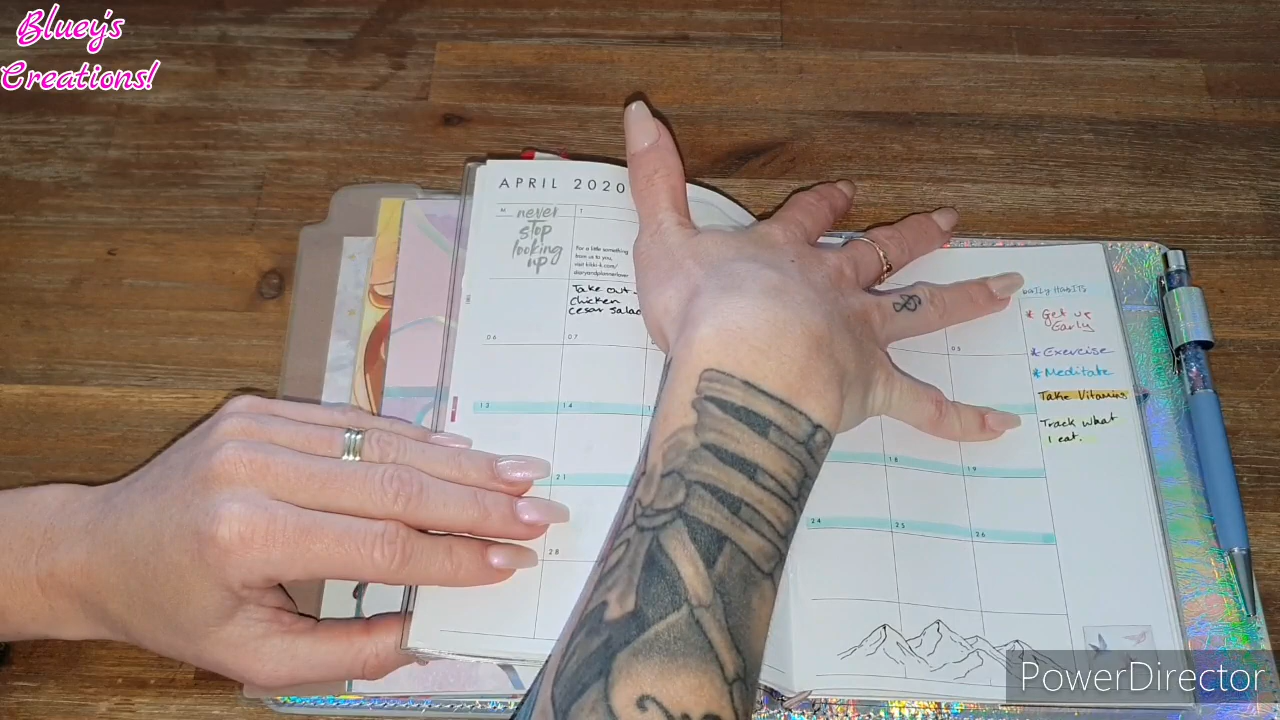 Bluey's
Creations!
APRIL 2020
M
T
never
stop
looking
up
For a little something
from us to you,
visit kikki-k.com/
diaryandplannerlover
Take out -
chicken
cesar salad
06
07
05
13
14
18
19
21
24
25
26
28
Daily Habits
* Get up
Early
* Exercise
* Meditate
Take Vitamins
Track what
I eat.
PowerDirector